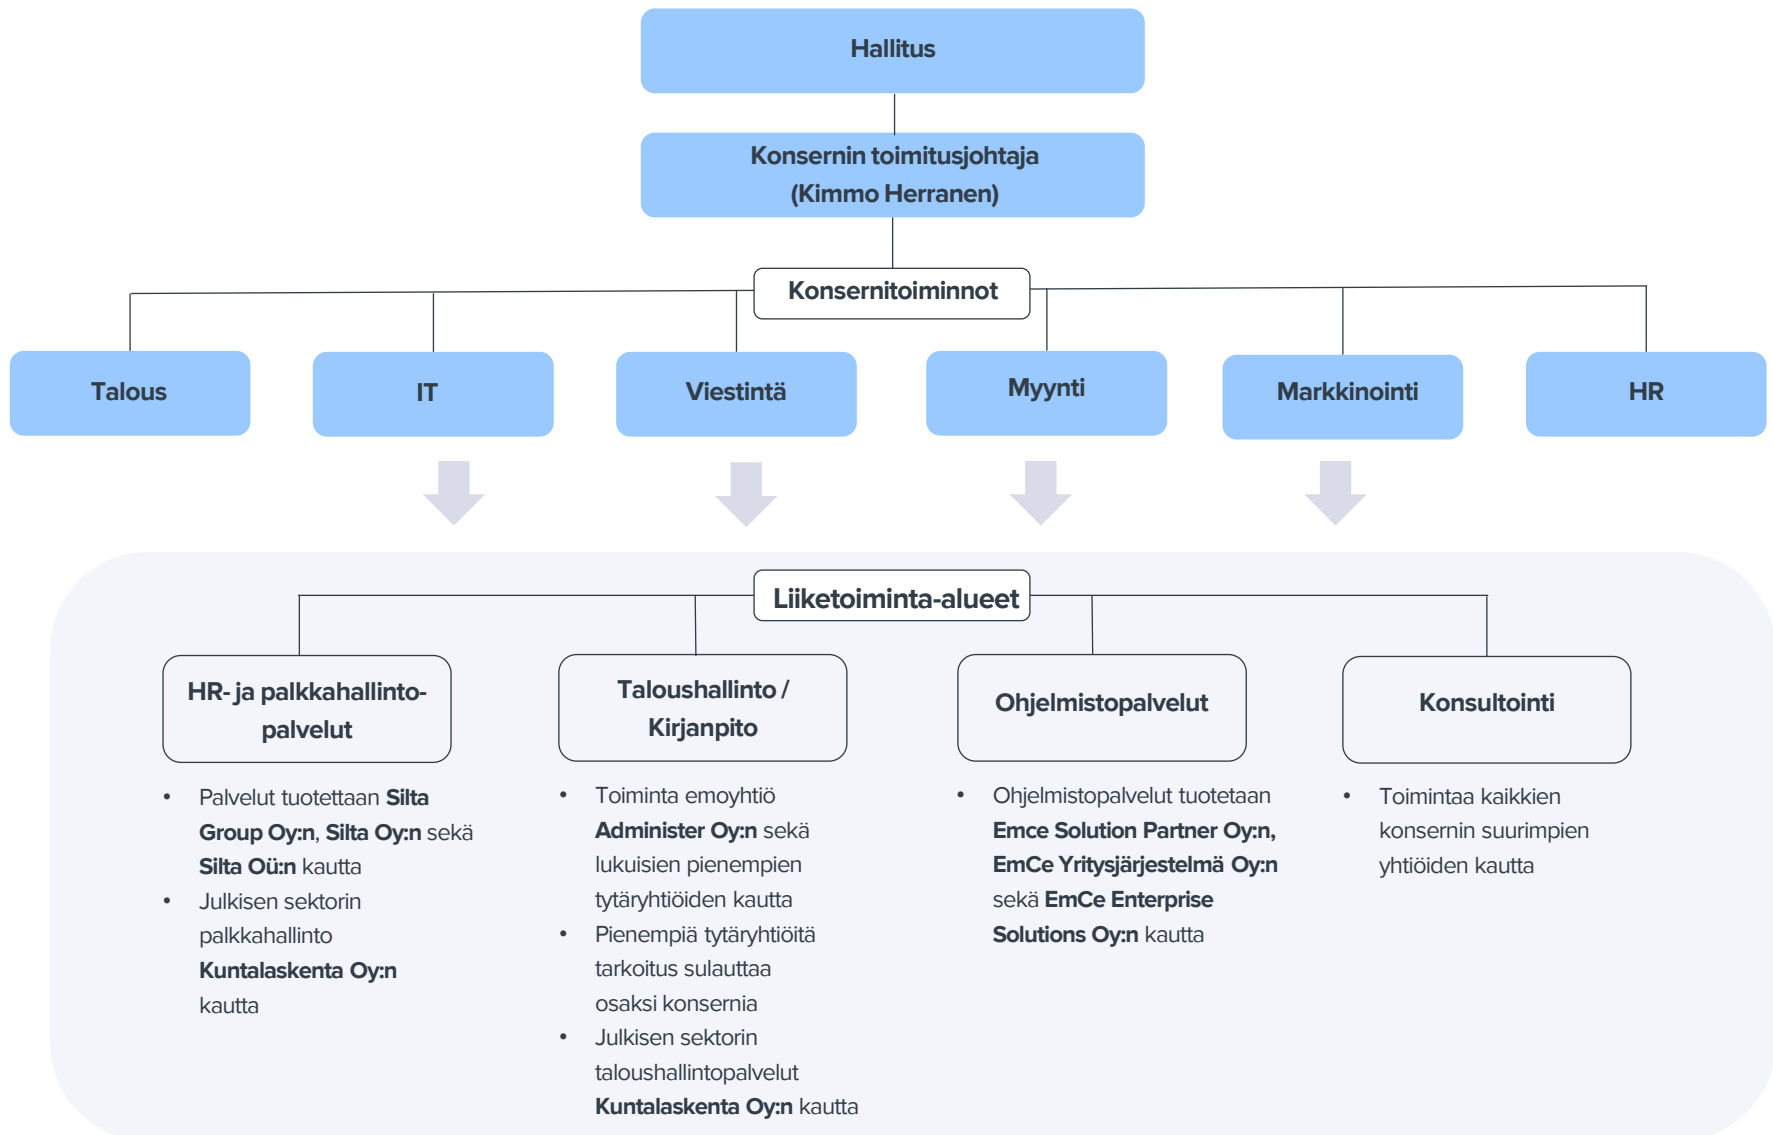 Hallitus
Konsernin toimitusjohtaja
(Kimmo Herranen)
Konsernitoiminnot
Talous
IT
Viestintä
Myynti
Markkinointi
HR
Liiketoiminta-alueet
HR- ja palkkahallinto-
palvelut
• Palvelut tuotettaan Silta
Group Oy:n, Silta Oy:n sekä
Silta Oü:n kautta
• Julkisen sektorin
palkkahallinto
Kuntalaskenta Oy:n
kautta
Taloushallinto /
Kirjanpito
• Toiminta emoyhtiö
Administer Oy:n sekä
lukuisien pienempien
tytäryhtiöiden kautta
• Pienempiä tytäryhtiöitä
tarkoitus sulauttaa
osaksi konsernia
• Julkisen sektorin
taloushallintopalvelut
Kuntalaskenta Oy:n kautta
Ohjelmistopalvelut
• Ohjelmistopalvelut tuotetaan
Emce Solution Partner Oy:n,
EmCe Yritysjärjestelmä Oy:n
sekä EmCe Enterprise
Solutions Oy:n kautta
Konsultointi
• Toimintaa kaikkien
konsernin suurimpien
yhtiöiden kautta